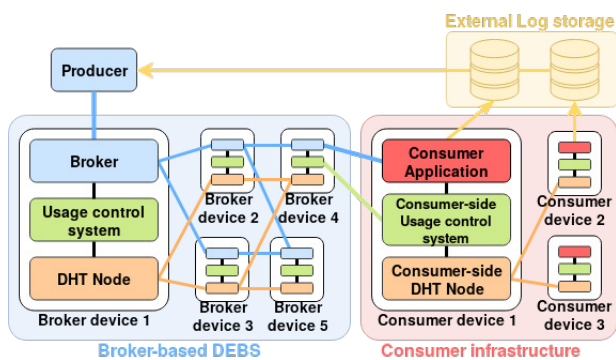 External Log storage
Producer
Broker
Usage control
system
DHT Node
Broker device 1
Broker
device 2
Broker
device 4
Broker
device 3
Broker
device 5
Broker-based DEBS
Consumer
Application
Consumer-side
Usage control
system
Consumer-side
DHT Node
Consumer device 1
Consumer
device 2
Consumer
device 3
Consumer infrastructure